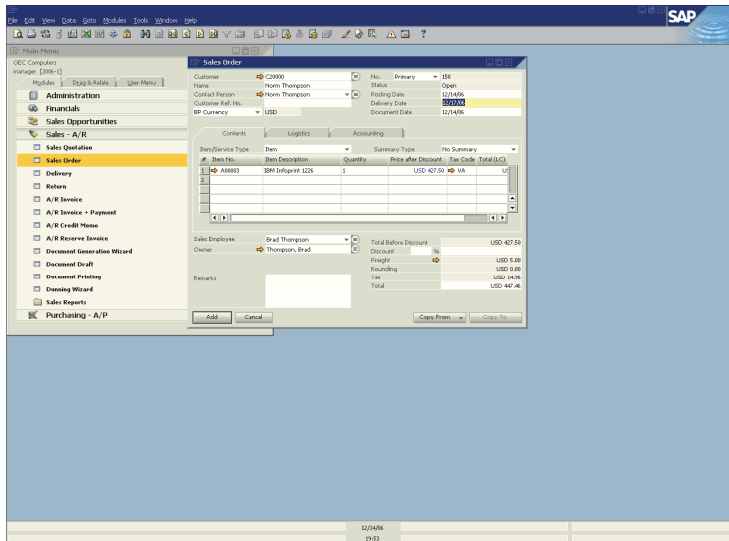 SAP
File Edit View Data Goto Modules Tools Window Help
Main Menu
OEC Computers
manager [2006-1]
Modules Drag & Relate User Menu
Administration
Financials
Sales Opportunities
Sales - A/R
Sales Quotation
Sales Order
Delivery
Return
A/R Invoice
A/R Invoice + Payment
A/R Credit Memo
A/R Reserve Invoice
Document Generation Wizard
Document Draft
Document Printing
Dunning Wizard
Sales Reports
Purchasing - A/P
Sales Order
Customer C20000 No. Primary 158
Name Norm Thompson Status Open
Contact Person Norm Thompson Posting Date 12/14/06
Customer Ref. No. Delivery Date 12/17/06
BP Currency USD Document Date 12/14/06
Contents Logistics Accounting
Item/Service Type Item Summary Type No Summary
# Item No. Item Description Quantity Price after Discount Tax Code Total (LC)
1 A00003 IBM Infoprint 1226 1 USD 427.50 VA US
2
Sales Employee Brad Thompson Total Before Discount USD 427.50
Owner Thompson, Brad Discount %
Freight USD 5.00
Rounding USD 0.00
Remarks Tax USD 14.96
Total USD 447.46
Add Cancel Copy From Copy To
12/14/06
19:53